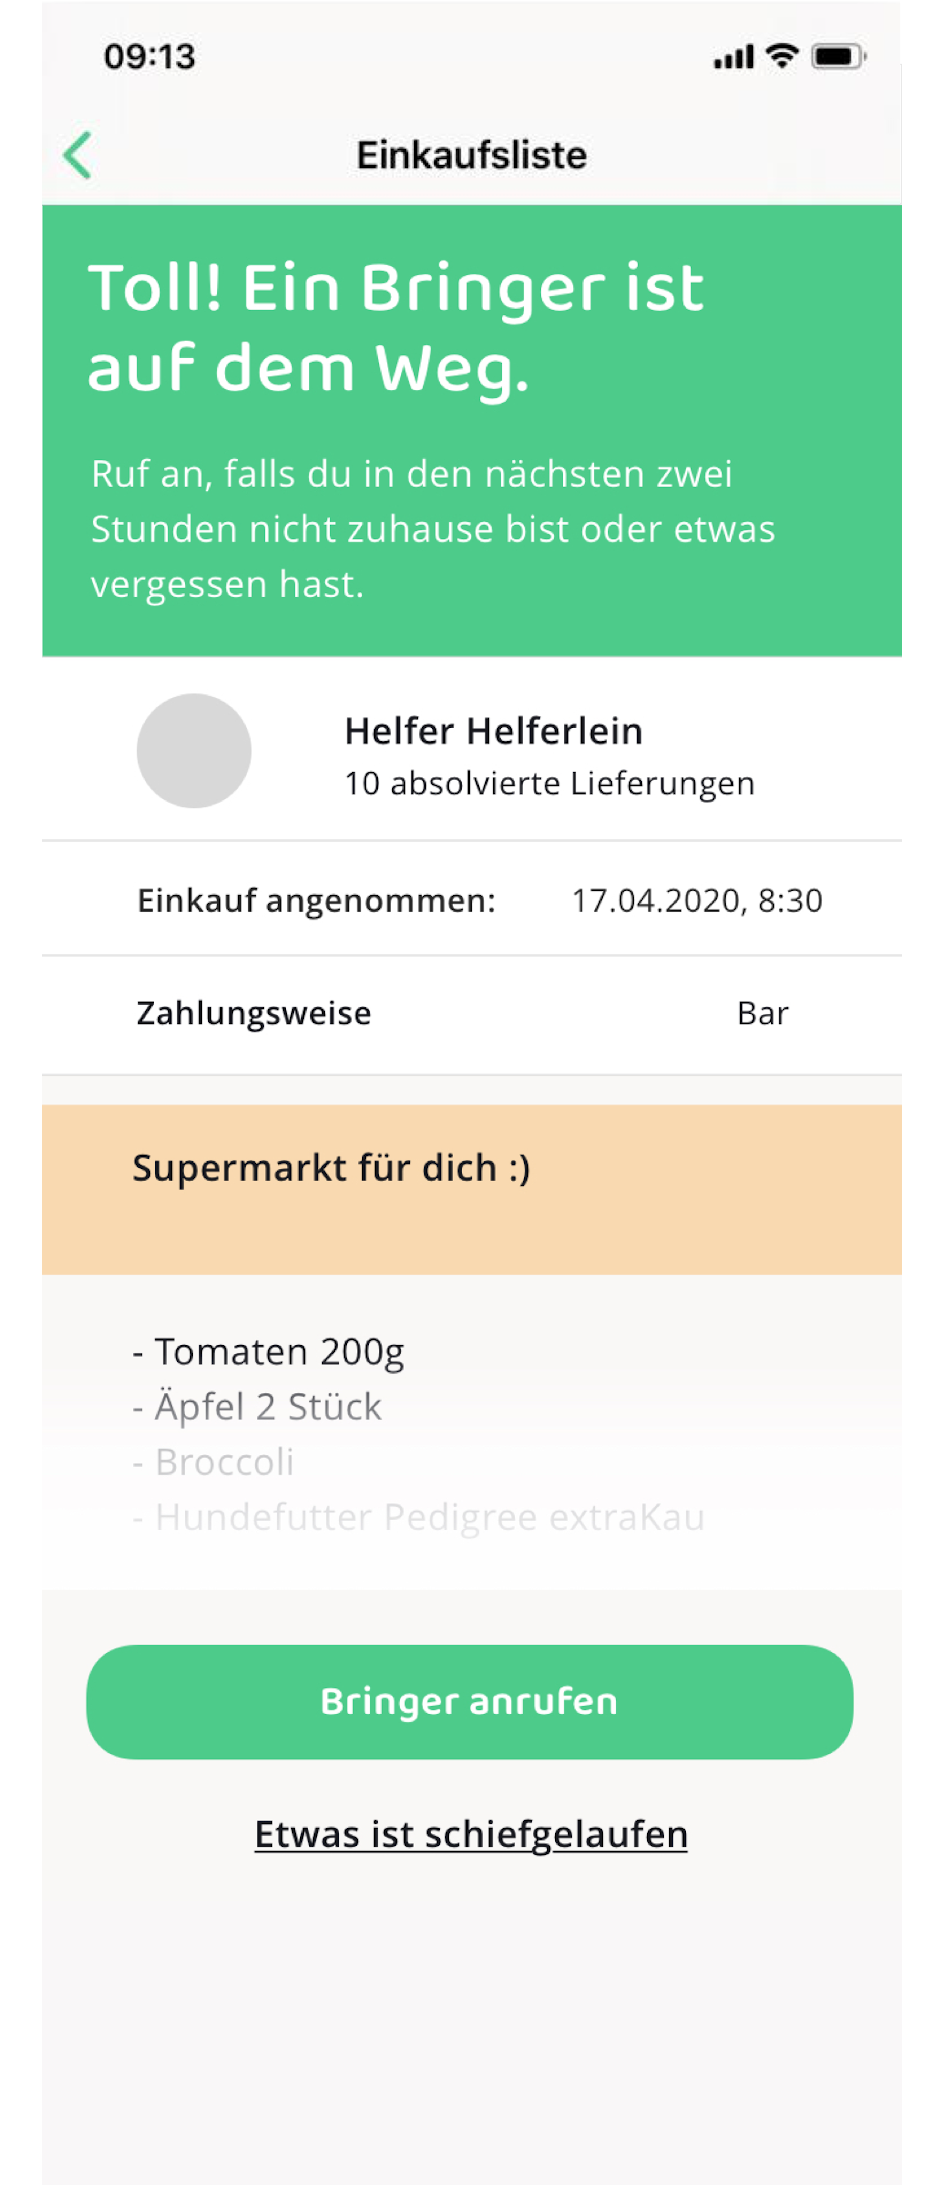 09:13
Einkaufsliste
Toll! Ein Bringer ist
auf dem Weg.
Ruf an, falls du in den nächsten zwei
Stunden nicht zuhause bist oder etwas
vergessen hast.
Helfer Helferlein
10 absolvierte Lieferungen
Einkauf angenommen: 17.04.2020, 8:30
Zahlungsweise Bar
Supermarkt für dich :)
- Tomaten 200g
- Äpfel 2 Stück
- Broccoli
- Hundefutter Pedigree extraKau
Bringer anrufen
Etwas ist schiefgelaufen